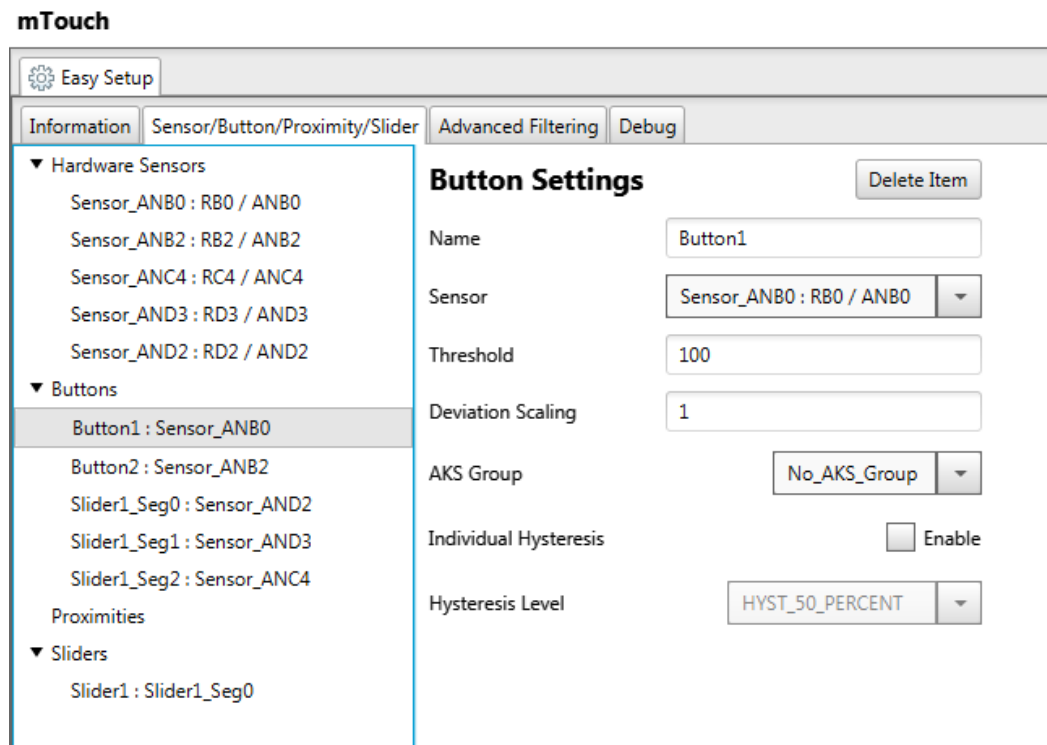 mTouch
Easy Setup
Information Sensor/Button/Proximity/Slider Advanced Filtering Debug
Hardware Sensors
Sensor_ANB0 : RB0 / ANB0
Sensor_ANB2 : RB2 / ANB2
Sensor_ANC4 : RC4 / ANC4
Sensor_AND3 : RD3 / AND3
Sensor_AND2 : RD2 / AND2
Buttons
Button1 : Sensor_ANB0
Button2 : Sensor_ANB2
Slider1_Seg0 : Sensor_AND2
Slider1_Seg1 : Sensor_AND3
Slider1_Seg2 : Sensor_ANC4
Proximities
Sliders
Slider1 : Slider1_Seg0
Button Settings Delete Item
Name Button1
Sensor Sensor_ANB0 : RB0 / ANB0
Threshold 100
Deviation Scaling 1
AKS Group No_AKS_Group
Individual Hysteresis Enable
Hysteresis Level HYST_50_PERCENT